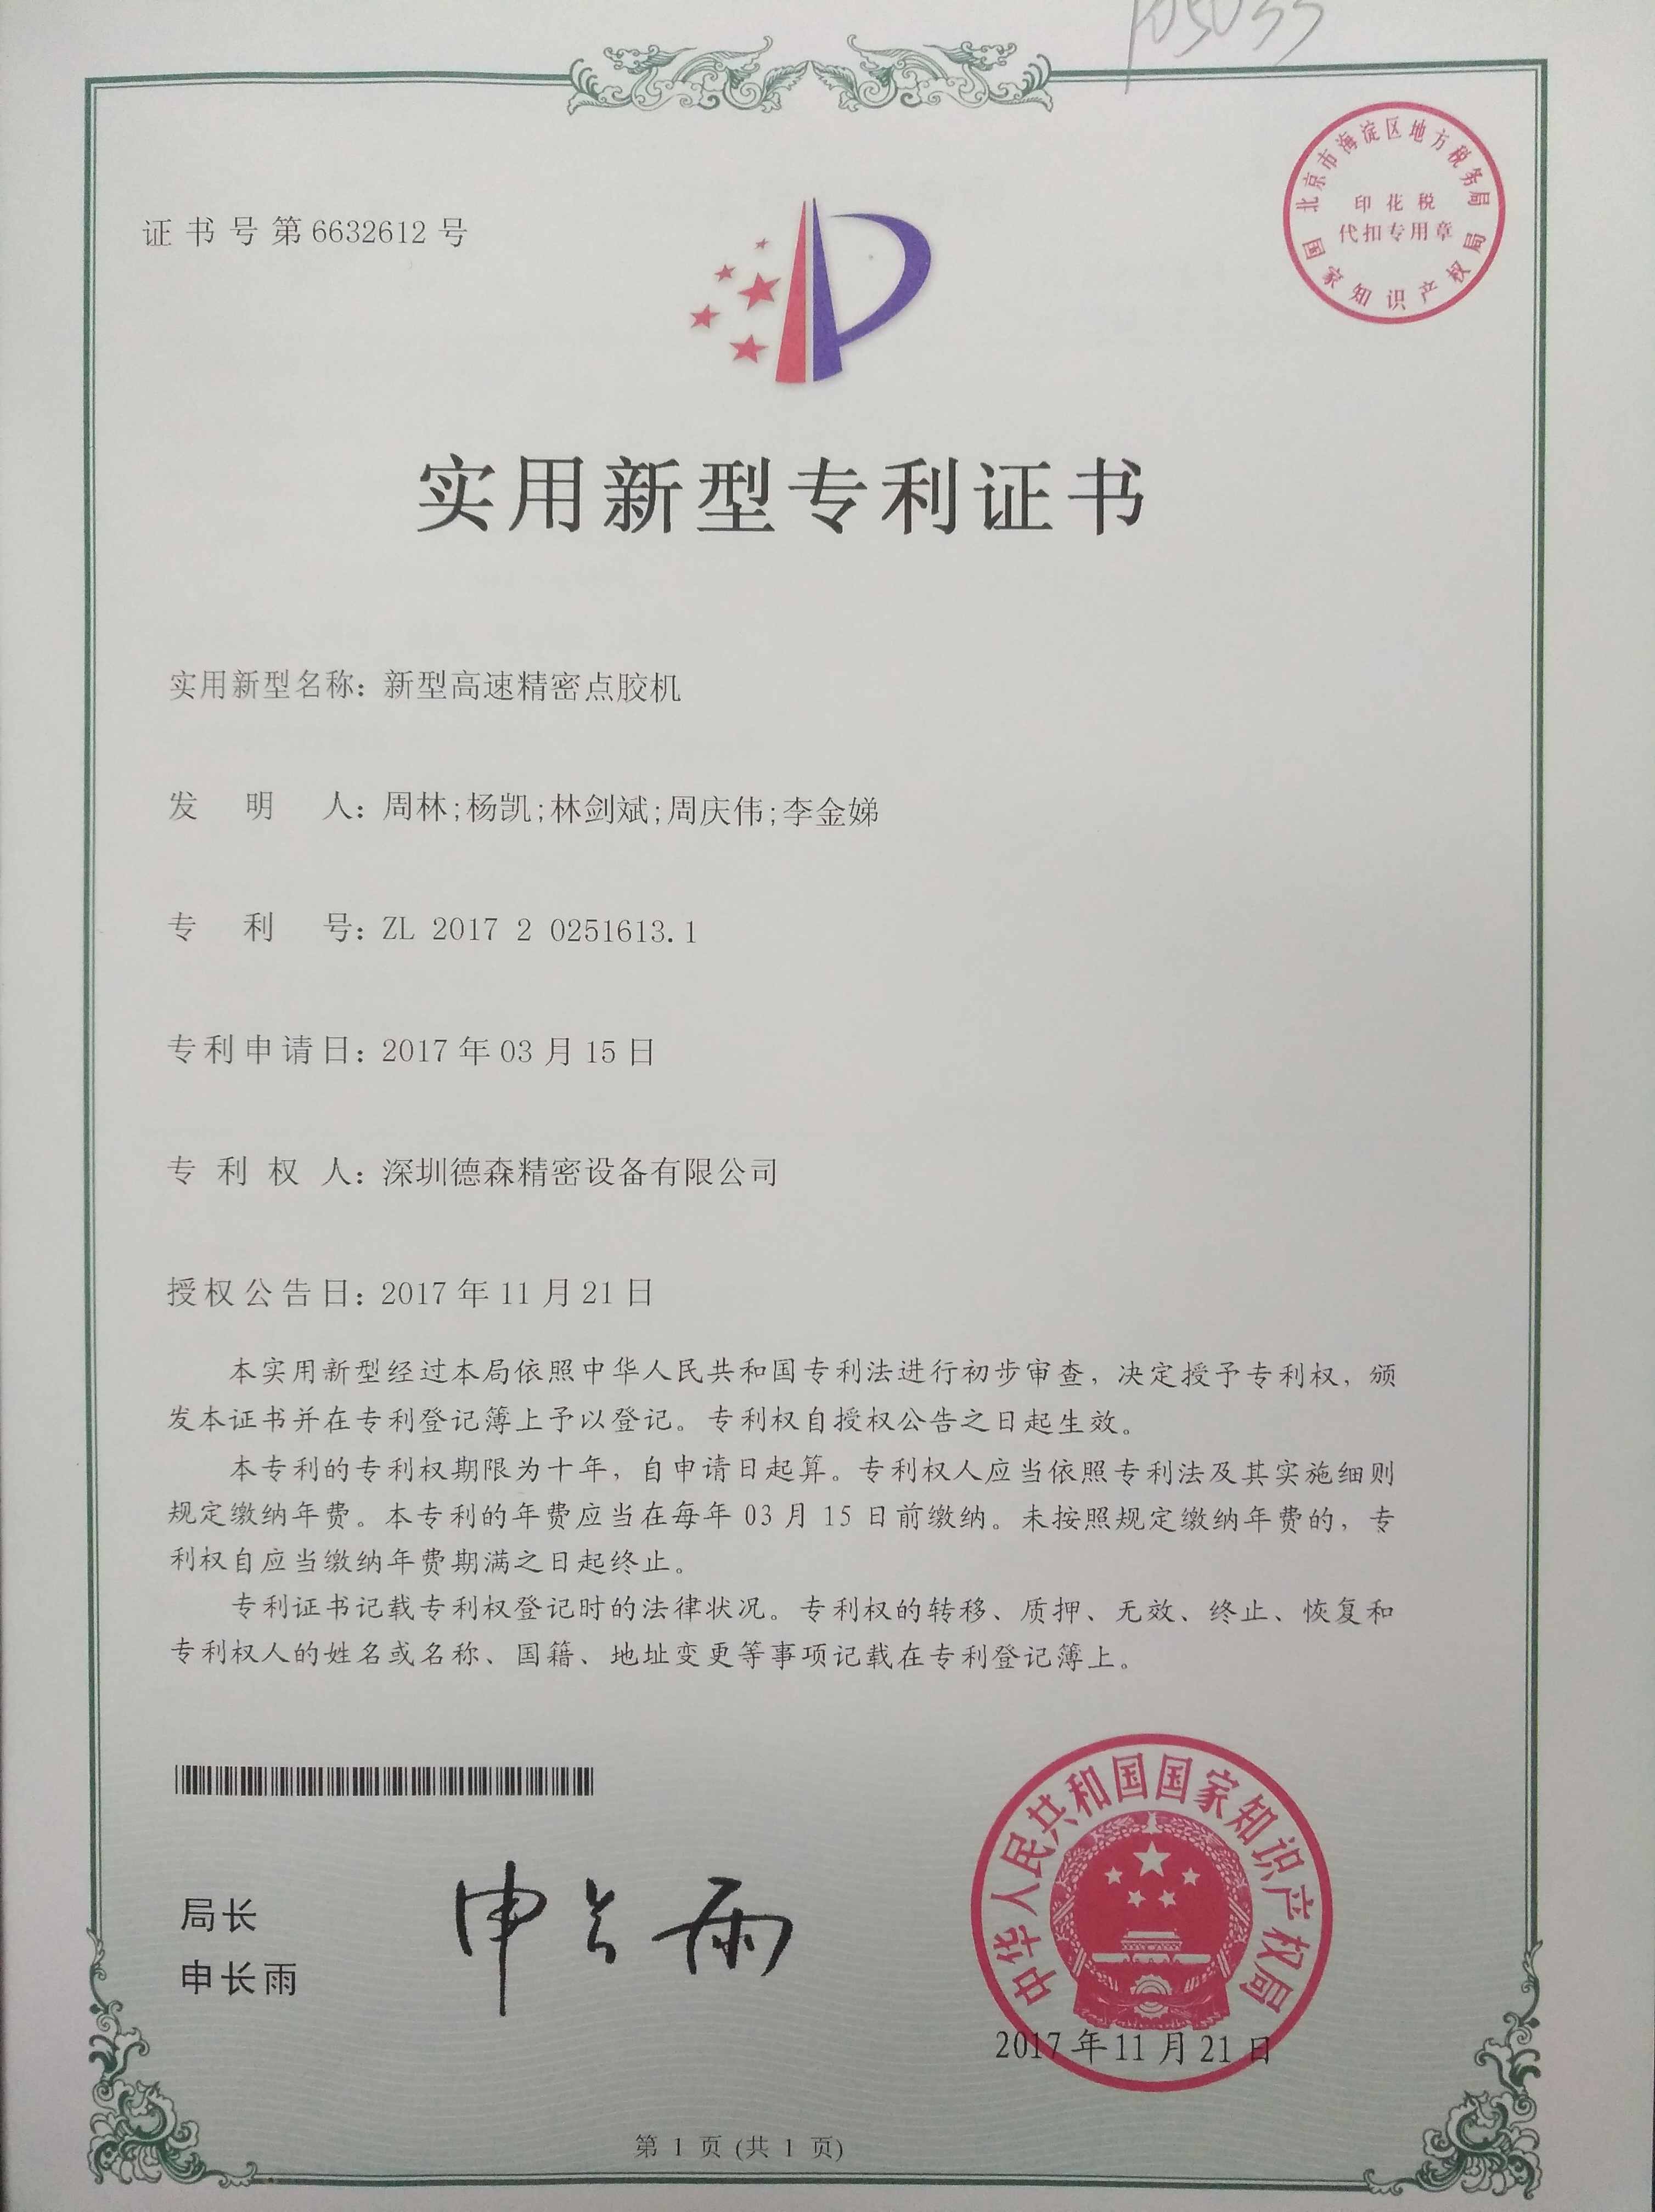 105033
北京市海淀区地方税务局
印花税
代扣专用章
国家知识产权局
证书号第6632612号
实用新型专利证书
实用新型名称：新型高速精密点胶机
发明人：周林;杨凯;林剑斌;周庆伟;李金娣
专利号：ZL 2017 2 0251613.1
专利申请日：2017年03月15日
专利权人：深圳德森精密设备有限公司
授权公告日：2017年11月21日
本实用新型经过本局依照中华人民共和国专利法进行初步审查，决定授予专利权，颁
发本证书并在专利登记簿上予以登记。专利权自授权公告之日起生效。
本专利的专利权期限为十年，自申请日起算。专利权人应当依照专利法及其实施细则
规定缴纳年费。本专利的年费应当在每年03月15日前缴纳。未按照规定缴纳年费的，专
利权自应当缴纳年费期满之日起终止。
专利证书记载专利权登记时的法律状况。专利权的转移、质押、无效、终止、恢复和
专利权人的姓名或名称、国籍、地址变更等事项记载在专利登记簿上。
局长
申长雨
申长雨
中华人民共和国国家知识产权局
2017年11月21日
第 1 页 (共 1 页)